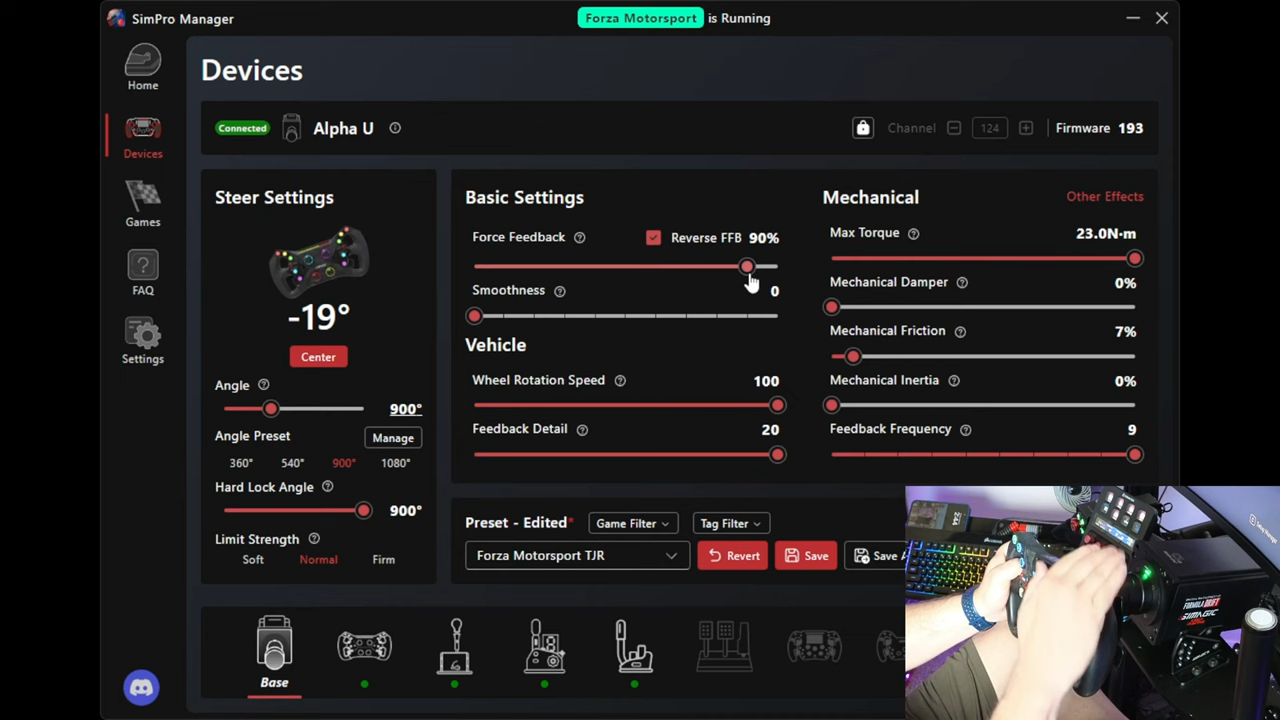 SimPro Manager
Forza Motorsport is Running
Home
Devices
Games
FAQ
Settings
Devices
Connected
Alpha U
Channel
124
Firmware 193
Steer Settings
-19°
Center
Angle
900°
Angle Preset
Manage
360° 540° 900° 1080°
Hard Lock Angle
900°
Limit Strength
Soft Normal Firm
Basic Settings
Force Feedback
Reverse FFB 90%
Smoothness
0
Vehicle
Wheel Rotation Speed
100
Feedback Detail
20
Mechanical
Other Effects
Max Torque
23.0N·m
Mechanical Damper
0%
Mechanical Friction
7%
Mechanical Inertia
0%
Feedback Frequency
9
Preset - Edited*
Game Filter
Tag Filter
Forza Motorsport TJR
Revert
Save
Save A
Base
FORMULA DRIFT
SIMAGIC